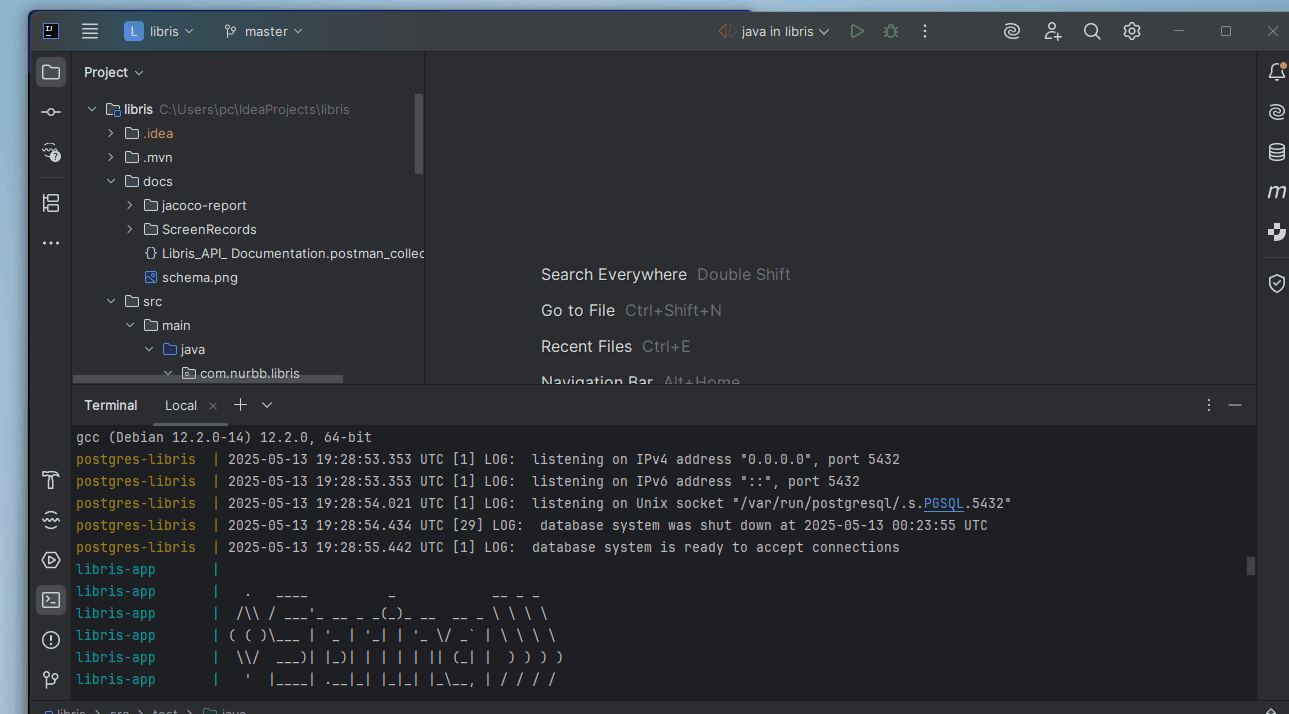 IJ
L libris master java in libris
Project
libris C:\Users\pc\IdeaProjects\libris
.idea
.mvn
docs
jacoco-report
ScreenRecords
Libris_API_ Documentation.postman_collec
schema.png
src
main
java
com.nurbb.libris
Search Everywhere Double Shift
Go to File Ctrl+Shift+N
Recent Files Ctrl+E
Navigation Bar Alt+Home
m
Terminal Local
gcc (Debian 12.2.0-14) 12.2.0, 64-bit
postgres-libris  | 2025-05-13 19:28:53.353 UTC [1] LOG:  listening on IPv4 address "0.0.0.0", port 5432
postgres-libris  | 2025-05-13 19:28:53.353 UTC [1] LOG:  listening on IPv6 address "::", port 5432
postgres-libris  | 2025-05-13 19:28:54.021 UTC [1] LOG:  listening on Unix socket "/var/run/postgresql/.s.PGSQL.5432"
postgres-libris  | 2025-05-13 19:28:54.434 UTC [29] LOG:  database system was shut down at 2025-05-13 00:23:55 UTC
postgres-libris  | 2025-05-13 19:28:55.442 UTC [1] LOG:  database system is ready to accept connections
libris-app       |
libris-app       |   .   ____          _            __ _ _
libris-app       |  /\\ / ___'_ __ _ _(_)_ __  __ _ \ \ \ \
libris-app       | ( ( )\___ | '_ | '_| | '_ \/ _` | \ \ \ \
libris-app       |  \\/  ___)| |_)| | | | | || (_| |  ) ) ) )
libris-app       |   '  |____| .__|_| |_|_| |_\__, | / / / /
libris > src > test > java